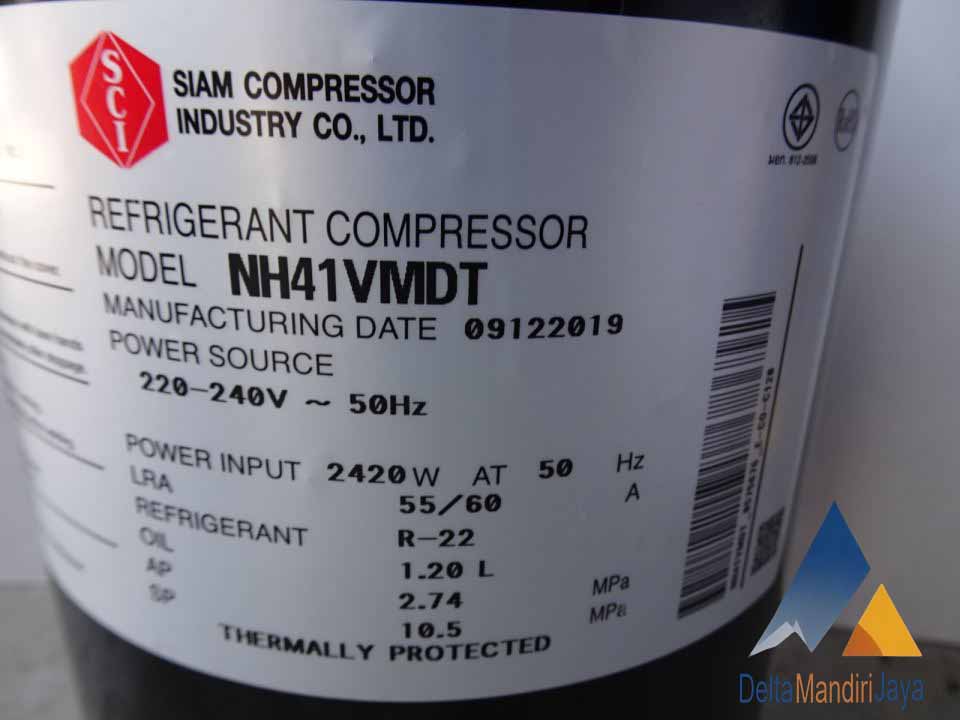 SCI
SIAM COMPRESSOR
INDUSTRY CO., LTD.
REFRIGERANT COMPRESSOR
MODEL NH41VMDT
MANUFACTURING DATE 09122019
POWER SOURCE
220-240V ~ 50Hz
POWER INPUT 2420 W AT 50 Hz
LRA 55/60 A
REFRIGERANT R-22
OIL 1.20 L
AP 2.74 MPa
SP 10.5 MPa
THERMALLY PROTECTED
DeltaMandiriJaya